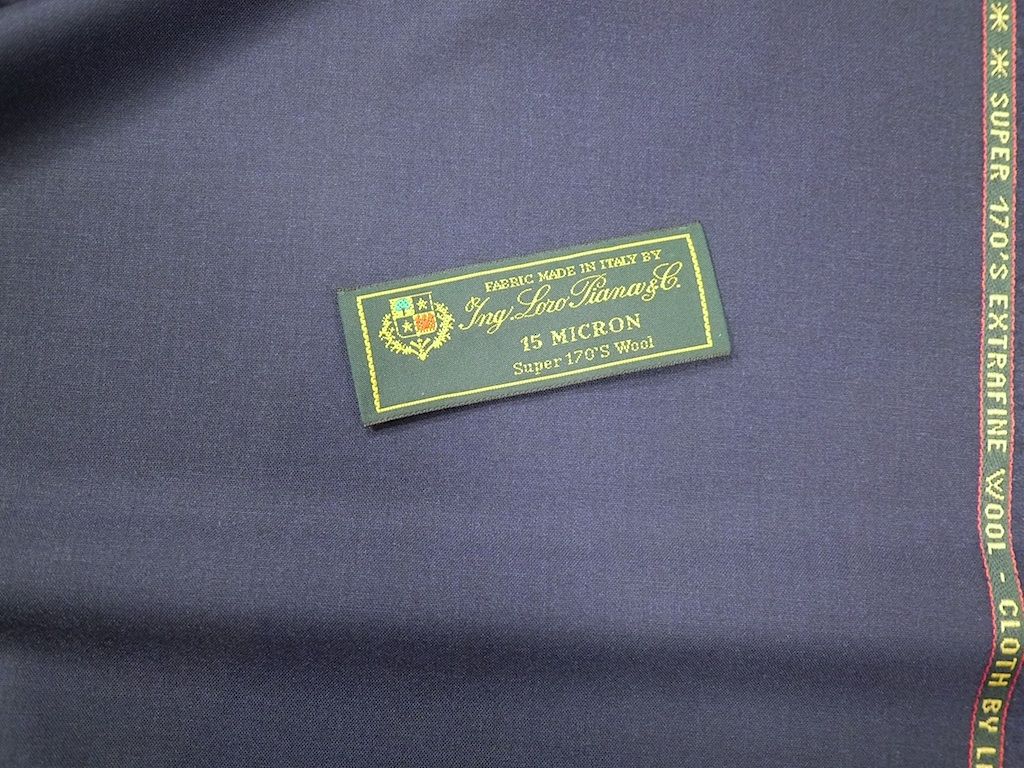 FABRIC MADE IN ITALY BY
Ing. Loro Piana & C.
15 MICRON
Super 170'S Wool
** SUPER 170'S EXTRAFINE WOOL - CLOTH BY